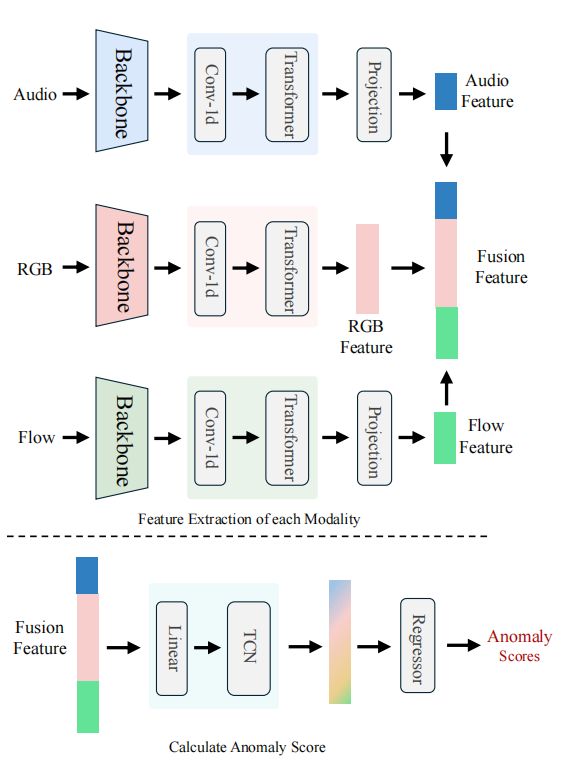 Audio
Backbone
Conv-1d
Transformer
Projection
Audio
Feature
RGB
Backbone
Conv-1d
Transformer
RGB
Feature
Fusion
Feature
Flow
Backbone
Conv-1d
Transformer
Projection
Flow
Feature
Feature Extraction of each Modality
Fusion
Feature
Linear
TCN
Regressor
Anomaly
Scores
Calculate Anomaly Score